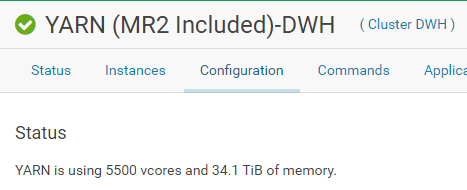 YARN (MR2 Included)-DWH ( Cluster DWH )
Status Instances Configuration Commands Applica
Status
YARN is using 5500 vcores and 34.1 TiB of memory.